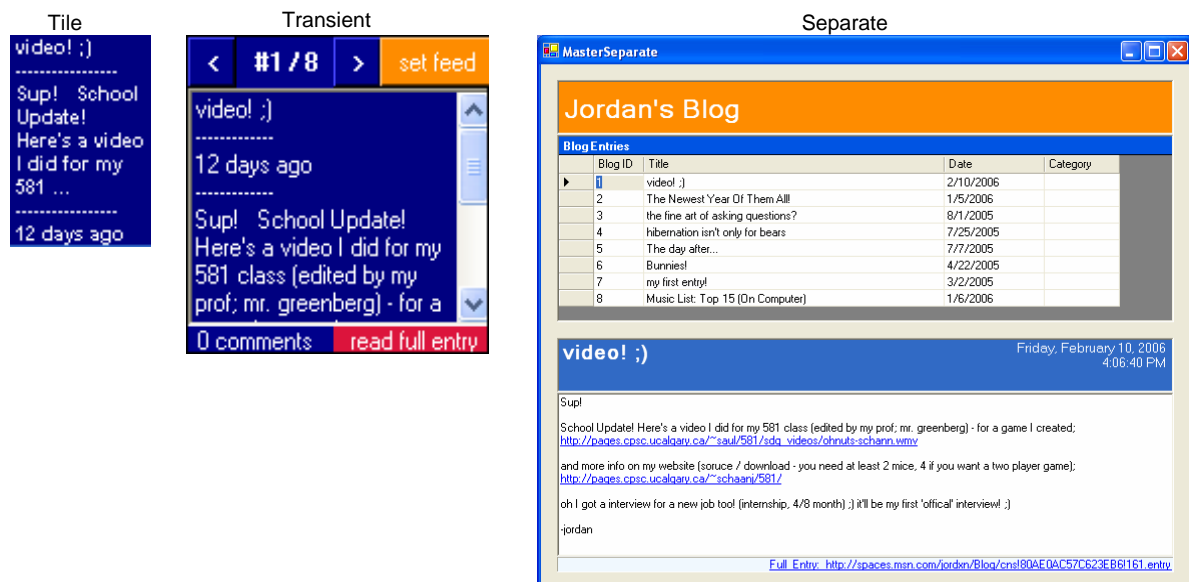 Tile
Transient
Separate
video! ;)
-----------------
Sup! School
Update!
Here's a video
I did for my
581 ...
-----------------
12 days ago
< #1 / 8 > set feed
video! ;)
-------------
12 days ago
-------------
Sup! School Update!
Here's a video I did for my
581 class (edited by my
prof; mr. greenberg) - for a
0 comments read full entry
MasterSeparate
Jordan's Blog
Blog Entries
Blog ID Title Date Category
1 video! ;) 2/10/2006
2 The Newest Year Of Them All! 1/5/2006
3 the fine art of asking questions? 8/1/2005
4 hibernation isn't only for bears 7/25/2005
5 The day after... 7/7/2005
6 Bunnies! 4/22/2005
7 my first entry! 3/2/2005
8 Music List: Top 15 (On Computer) 1/6/2006
video! ;) Friday, February 10, 2006
4:06:40 PM
Sup!
School Update! Here's a video I did for my 581 class (edited by my prof; mr. greenberg) - for a game I created;
http://pages.cpsc.ucalgary.ca/~saul/581/sdg_videos/ohnuts-schann.wmv
and more info on my website (soruce / download - you need at least 2 mice, 4 if you want a two player game);
http://pages.cpsc.ucalgary.ca/~schaanj/581/
oh I got a interview for a new job too! (internship, 4/8 month) ;) it'll be my first 'offical' interview! ;)
-jordan
Full Entry: http://spaces.msn.com/jordxn/Blog/cns!80AE0AC57C623EB6!161.entry